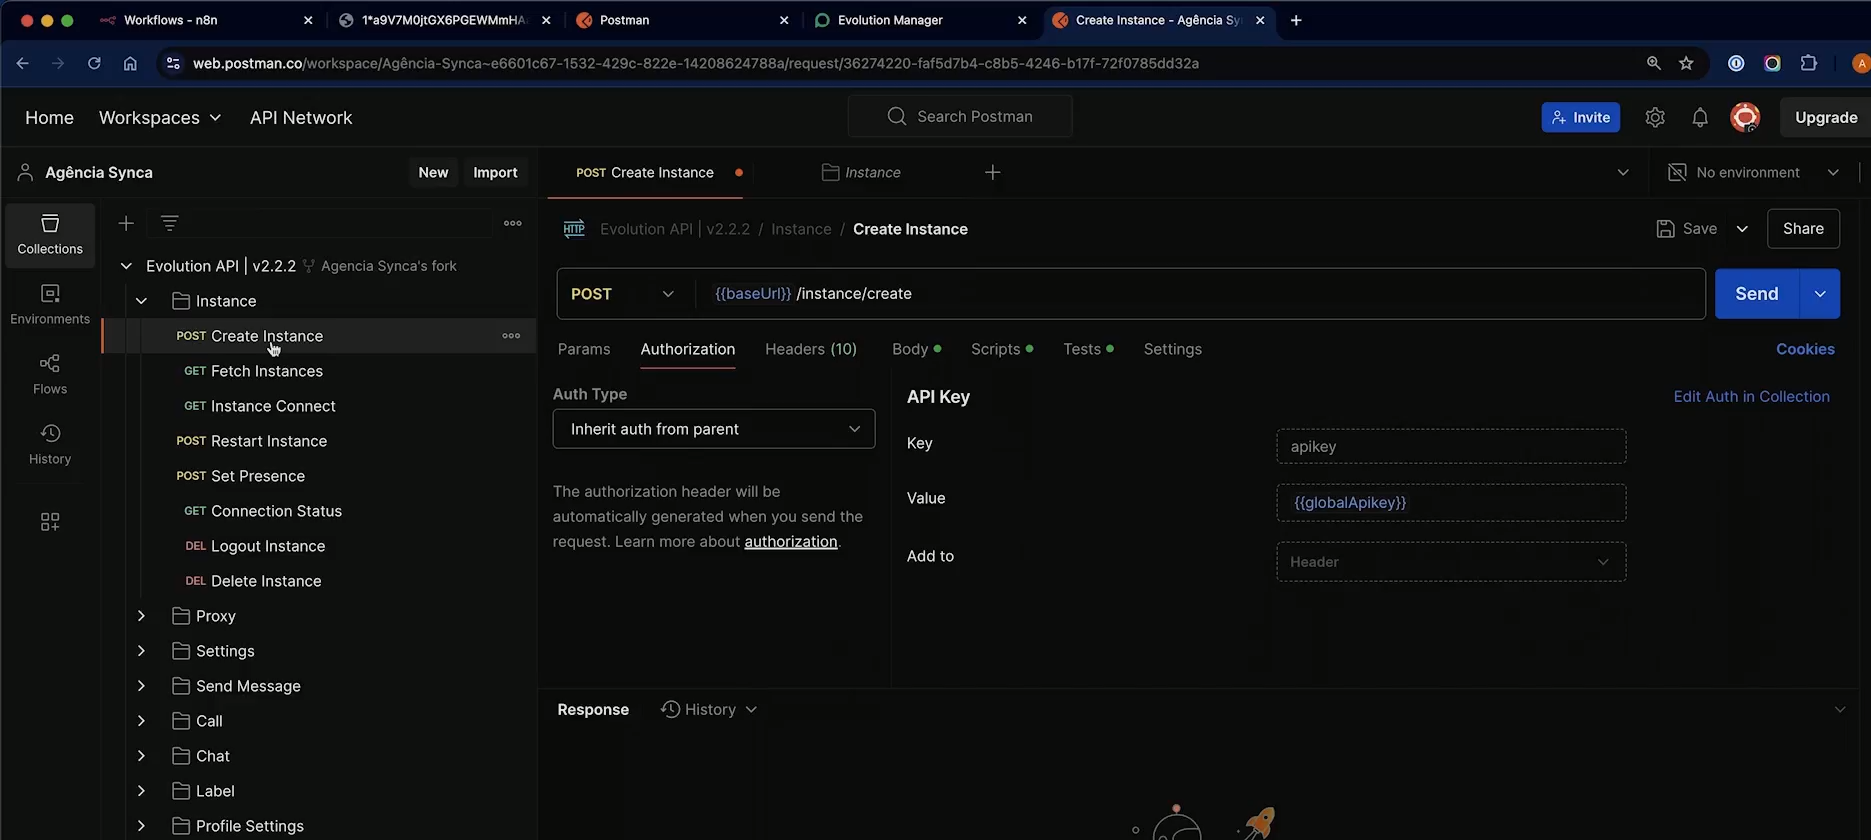 Workflows - n8n
1*a9V7M0jtGX6PGEWMmHA
Postman
Evolution Manager
Create Instance - Agência Sy
web.postman.co/workspace/Agência-Synca~e6601c67-1532-429c-822e-14208624788a/request/36274220-faf5d7b4-c8b5-4246-b17f-72f0785dd32a
A
Home
Workspaces
API Network
Search Postman
Invite
Upgrade
Agência Synca
New
Import
POST Create Instance
Instance
No environment
Collections
Environments
Flows
History
Evolution API | v2.2.2 Agencia Synca's fork
Instance
POST Create Instance
GET Fetch Instances
GET Instance Connect
POST Restart Instance
POST Set Presence
GET Connection Status
DEL Logout Instance
DEL Delete Instance
Proxy
Settings
Send Message
Call
Chat
Label
Profile Settings
HTTP Evolution API | v2.2.2 / Instance / Create Instance
Save
Share
POST
{{baseUrl}} /instance/create
Send
Params
Authorization
Headers (10)
Body
Scripts
Tests
Settings
Cookies
Auth Type
Inherit auth from parent
The authorization header will be
automatically generated when you send the
request. Learn more about authorization.
API Key
Edit Auth in Collection
Key
apikey
Value
{{globalApikey}}
Add to
Header
Response
History